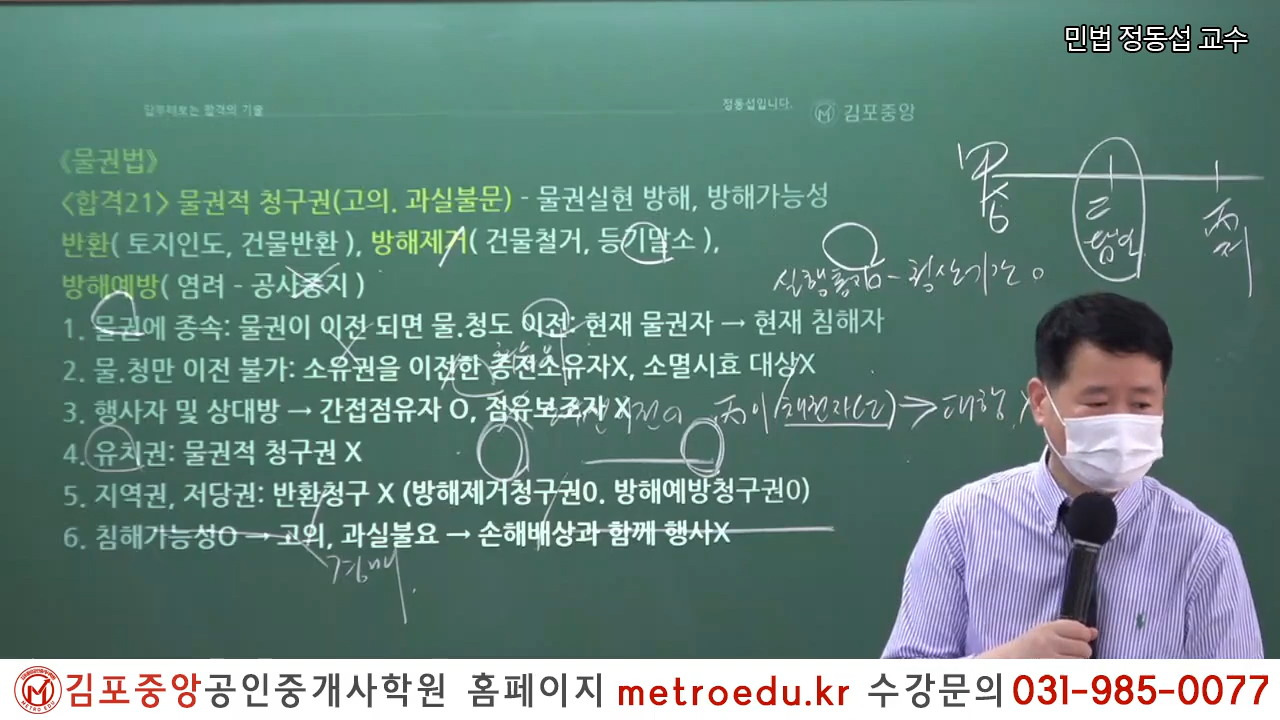 민법 정동섭 교수
합격의 기술
정동섭입니다.
김포중앙
《물권법》
<합격21> 물권적 청구권(고의. 과실불문) - 물권실현 방해, 방해가능성
반환( 토지인도, 건물반환 ), 방해제거( 건물철거, 등기말소 ),
방해예방( 염려 - 공사중지 )
실행통지 - 청산기간
1. 물권에 종속: 물권이 이전 되면 물.청도 이전: 현재 물권자 → 현재 침해자
2. 물.청만 이전 불가: 소유권을 이전한 종전소유자X, 소멸시효 대상X
3. 행사자 및 상대방 → 간접점유자 O, 점유보조자 X
4. 유치권: 물권적 청구권 X
5. 지역권, 저당권: 반환청구 X (방해제거청구권0. 방해예방청구권0)
6. 침해가능성O → 고의, 과실불요 → 손해배상과 함께 행사X
경매
김포중앙공인중개사학원 홈페이지 metroedu.kr 수강문의 031-985-0077